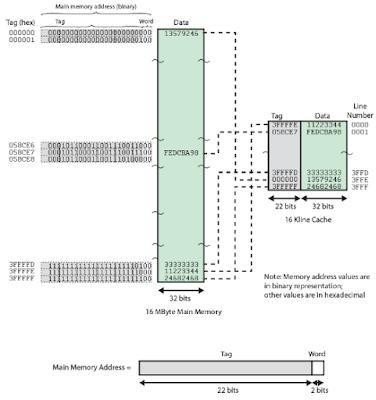 Main memory address (binary)
Tag (hex)
Tag
Word
Data
000000
000001
13579246
Line
Number
Tag
Data
3FFFFE
11223344
0000
058CE7
FEDCBA98
0001
058CE6
058CE7
058CE8
FEDCBA98
3FFFFD
33333333
3FFD
000000
13579246
3FFE
3FFFFF
24682468
3FFF
22 bits
32 bits
16 Kline Cache
3FFFFD
3FFFFE
3FFFFF
33333333
11223344
24682468
32 bits
16 MByte Main Memory
Note: Memory address values are
in binary representation;
other values are in hexadecimal
Tag
Word
Main Memory Address =
22 bits
2 bits